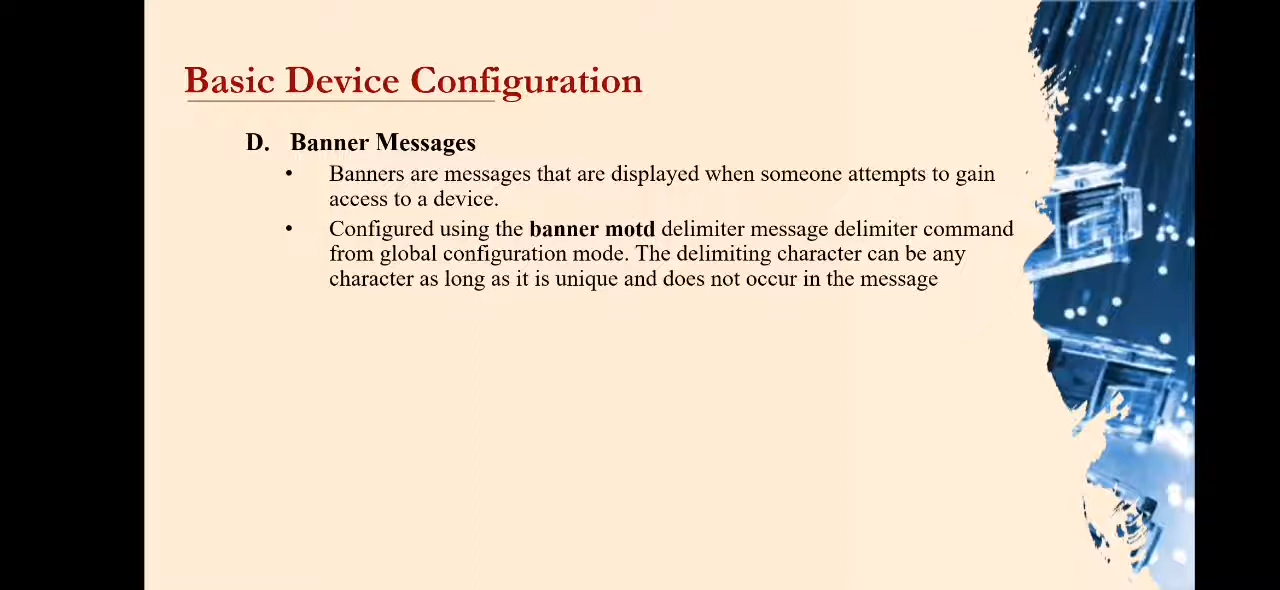 Basic Device Configuration
D. Banner Messages
• Banners are messages that are displayed when someone attempts to gain
access to a device.
• Configured using the banner motd delimiter message delimiter command
from global configuration mode. The delimiting character can be any
character as long as it is unique and does not occur in the message